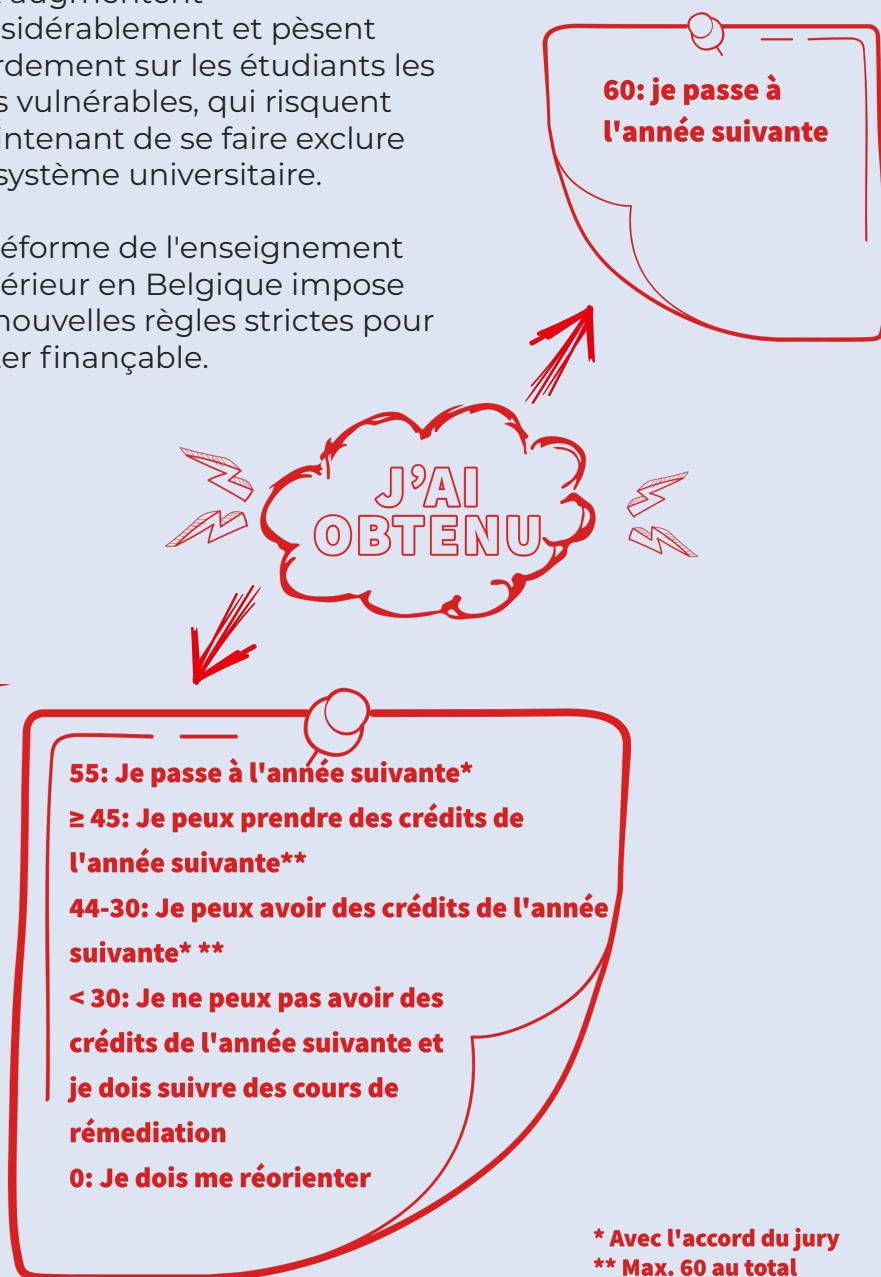 augmentent
sidérablement et pèsent
rdement sur les étudiants les
s vulnérables, qui risquent
intenant de se faire exclure
système universitaire.
éforme de l'enseignement
érieur en Belgique impose
nouvelles règles strictes pour
er finançable.
60: je passe à
l'année suivante
J'AI
OBTENU
55: Je passe à l'année suivante*
≥ 45: Je peux prendre des crédits de
l'année suivante**
44-30: Je peux avoir des crédits de l'année
suivante* **
< 30: Je ne peux pas avoir des
crédits de l'année suivante et
je dois suivre des cours de
rémediation
0: Je dois me réorienter
* Avec l'accord du jury
** Max. 60 au total